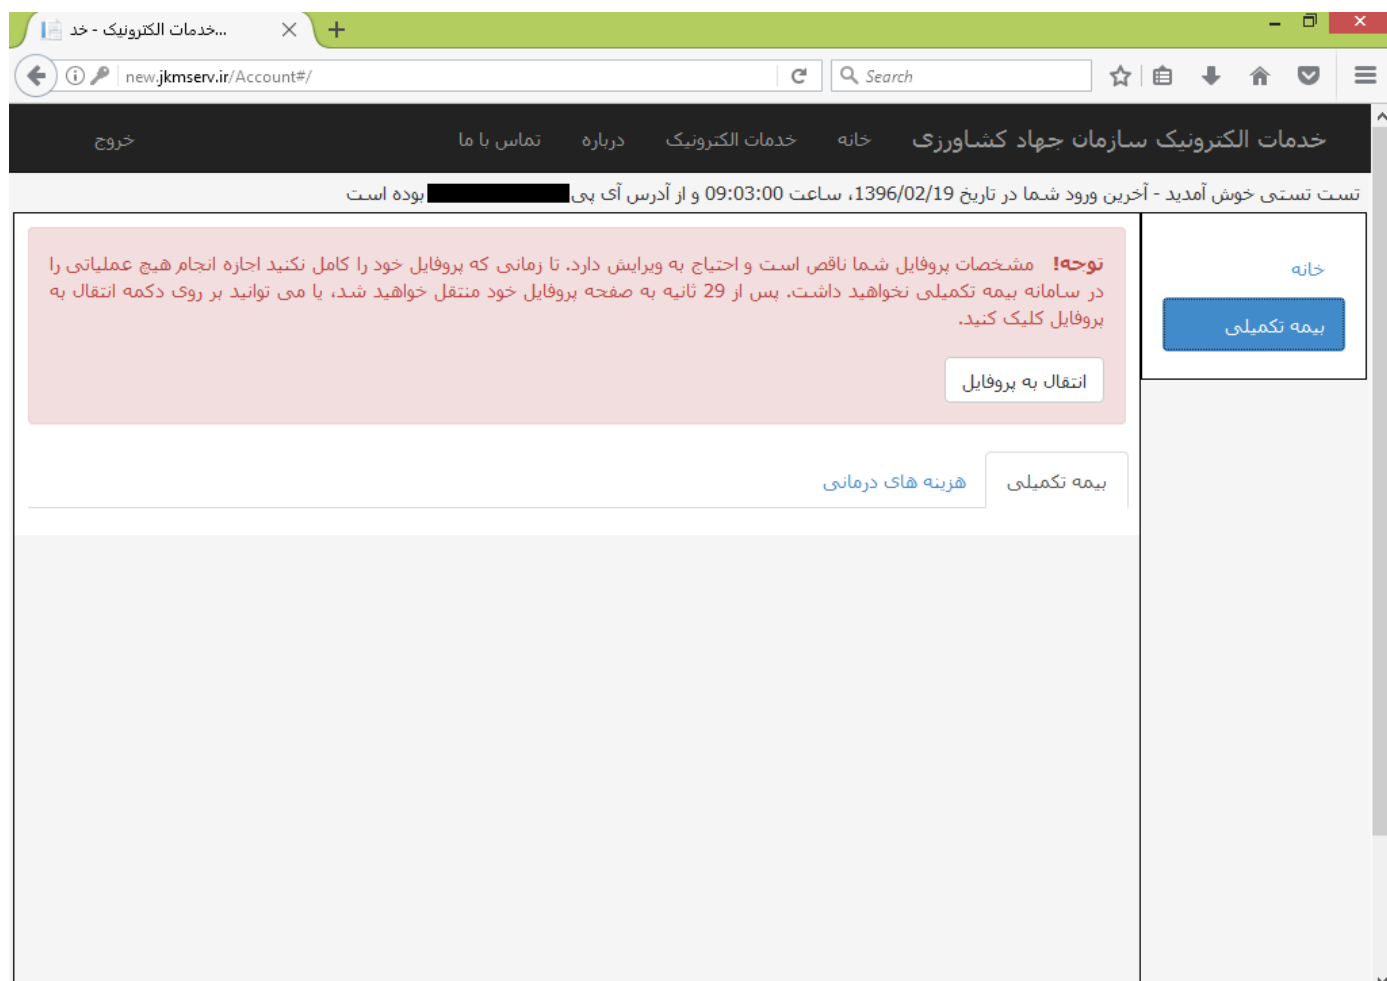 خدمات الکترونیک - خد...
new.jkmserv.ir/Account#/
Search
خدمات الکترونیک سازمان جهاد کشاورزی خانه خدمات الکترونیک درباره تماس با ما خروج
تست تستی خوش آمدید - آخرین ورود شما در تاریخ 1396/02/19، ساعت 09:03:00 و از آدرس آی پی بوده است
خانه
بیمه تکمیلی
توجه! مشخصات پروفایل شما ناقص است و احتیاج به ویرایش دارد. تا زمانی که پروفایل خود را کامل نکنید اجازه انجام هیچ عملیاتی را
در سامانه بیمه تکمیلی نخواهید داشت. پس از 29 ثانیه به صفحه پروفایل خود منتقل خواهید شد، یا می توانید بر روی دکمه انتقال به
پروفایل کلیک کنید.
انتقال به پروفایل
بیمه تکمیلی هزینه های درمانی